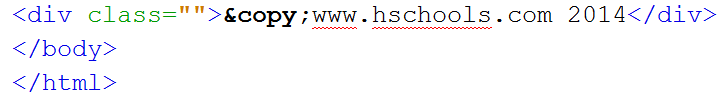 <div class="">&copy;www.hschools.com 2014</div>
</body>
</html>